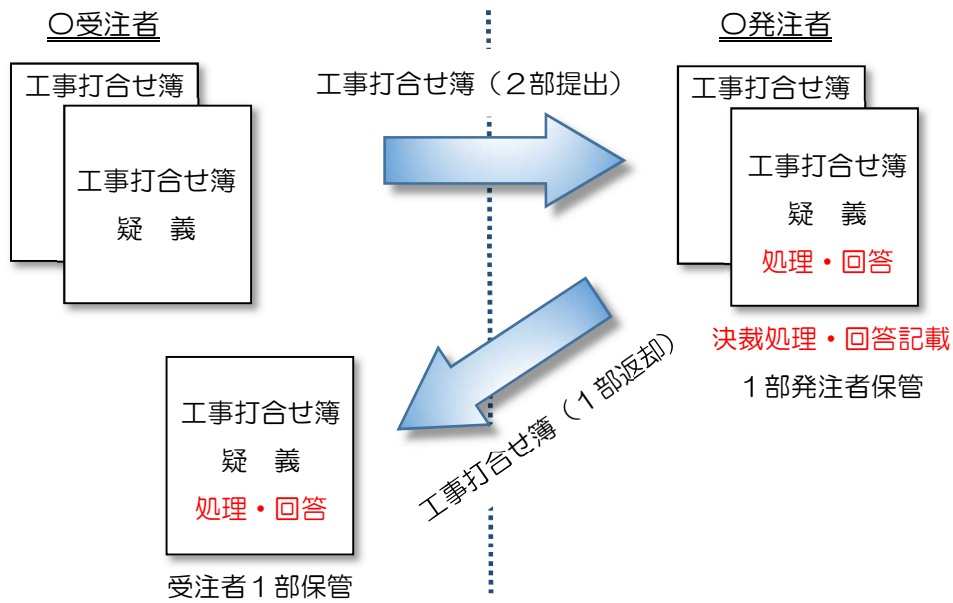 〇受注者
工事打合せ簿
工事打合せ簿
疑　義
工事打合せ簿（２部提出）
〇発注者
工事打合せ簿
工事打合せ簿
疑　義
処理・回答
決裁処理・回答記載
１部発注者保管
工事打合せ簿（１部返却）
工事打合せ簿
疑　義
処理・回答
受注者１部保管